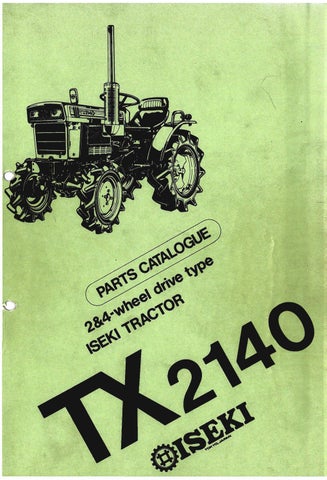 PARTS CATALOGUE
2&4-wheel drive type
ISEKI TRACTOR
TX2140
ISEKI